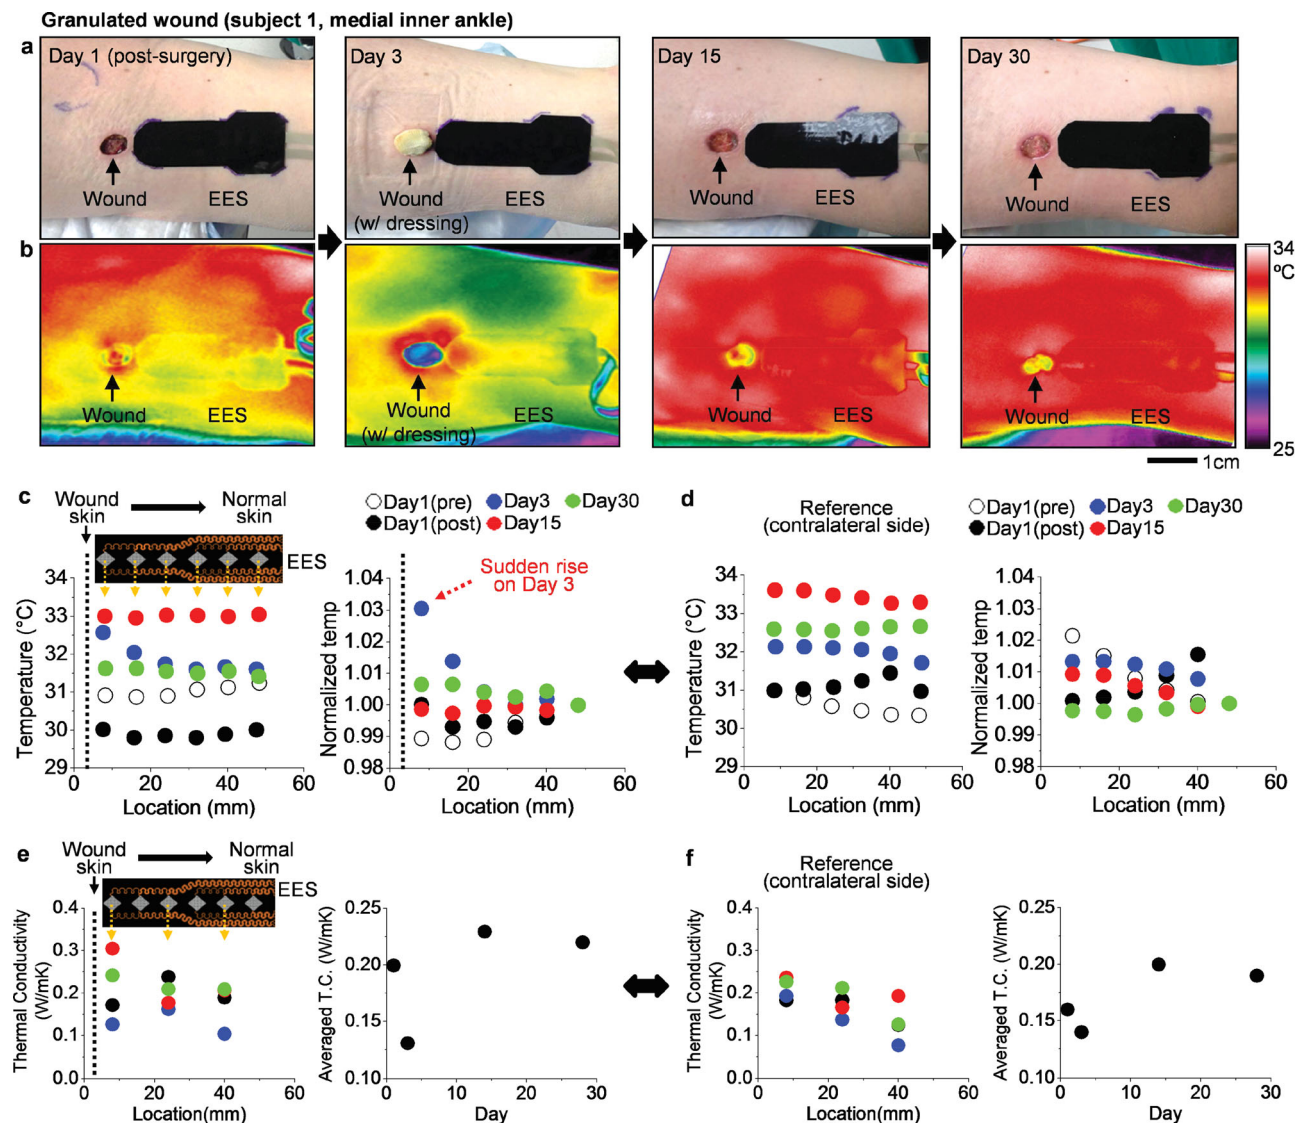 Granulated wound (subject 1, medial inner ankle)
a
Day 1 (post-surgery)
Day 3
Day 15
Day 30
Wound
EES
Wound
(w/ dressing)
EES
Wound
EES
Wound
EES
b
Wound
EES
Wound
(w/ dressing)
EES
Wound
EES
Wound
EES
34
ºC
25
1cm
c
Wound
skin
Normal
skin
EES
Day1(pre)
Day3
Day30
Day1(post)
Day15
34
33
32
31
30
29
Temperature (°C)
0
20
40
60
Location (mm)
Sudden rise
on Day 3
1.04
1.03
1.02
1.01
1.00
0.99
0.98
Normalized temp
0
20
40
60
Location (mm)
d
Reference
(contralateral side)
Day1(pre)
Day3
Day30
Day1(post)
Day15
34
33
32
31
30
29
Temperature (°C)
0
20
40
60
Location (mm)
1.04
1.03
1.02
1.01
1.00
0.99
0.98
Normalized temp
0
20
40
60
Location (mm)
e
Wound
skin
Normal
skin
EES
0.4
0.3
0.2
0.1
0.0
Thermal Conductivity
(W/mK)
0
20
40
60
Location(mm)
0.25
0.20
0.15
0.10
Averaged T.C. (W/mK)
0
10
20
30
Day
f
Reference
(contralateral side)
0.4
0.3
0.2
0.1
0.0
Thermal Conductivity
(W/mK)
0
20
40
60
Location(mm)
0.25
0.20
0.15
0.10
Averaged T.C. (W/mK)
0
10
20
30
Day